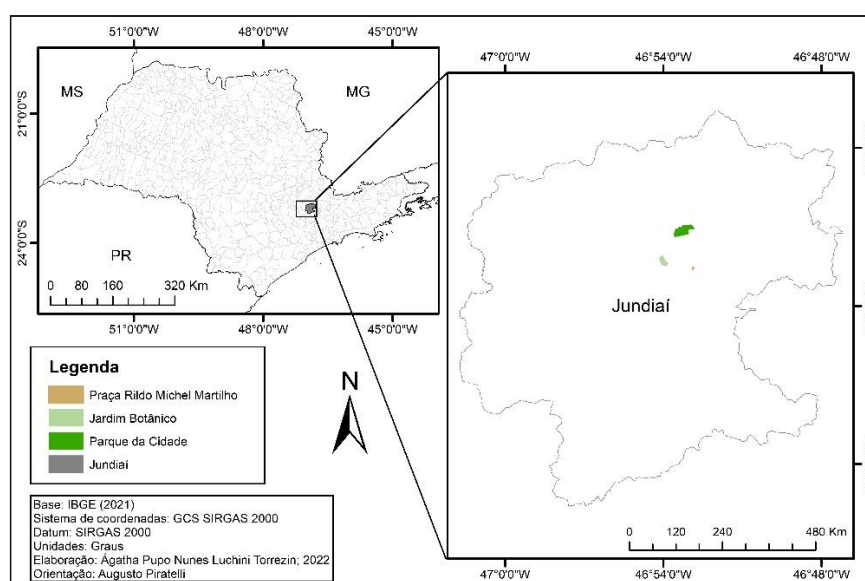 51°0'0"W 48°0'0"W 45°0'0"W
47°0'0"W 46°54'0"W 46°48'0"W
MS MG
21°0'0"S
24°0'0"S
PR
0 80 160 320 Km
51°0'0"W 48°0'0"W 45°0'0"W
Jundiaí
Legenda
Praça Rildo Michel Martilho
Jardim Botânico
Parque da Cidade
Jundiaí
N
Base: IBGE (2021)
Sistema de coordenadas: GCS SIRGAS 2000
Datum: SIRGAS 2000
Unidades: Graus
Elaboração: Ágatha Pupo Nunes Luchini Torrezin; 2022
Orientação: Augusto Piratelli
0 120 240 480 Km
47°0'0"W 46°54'0"W 46°48'0"W